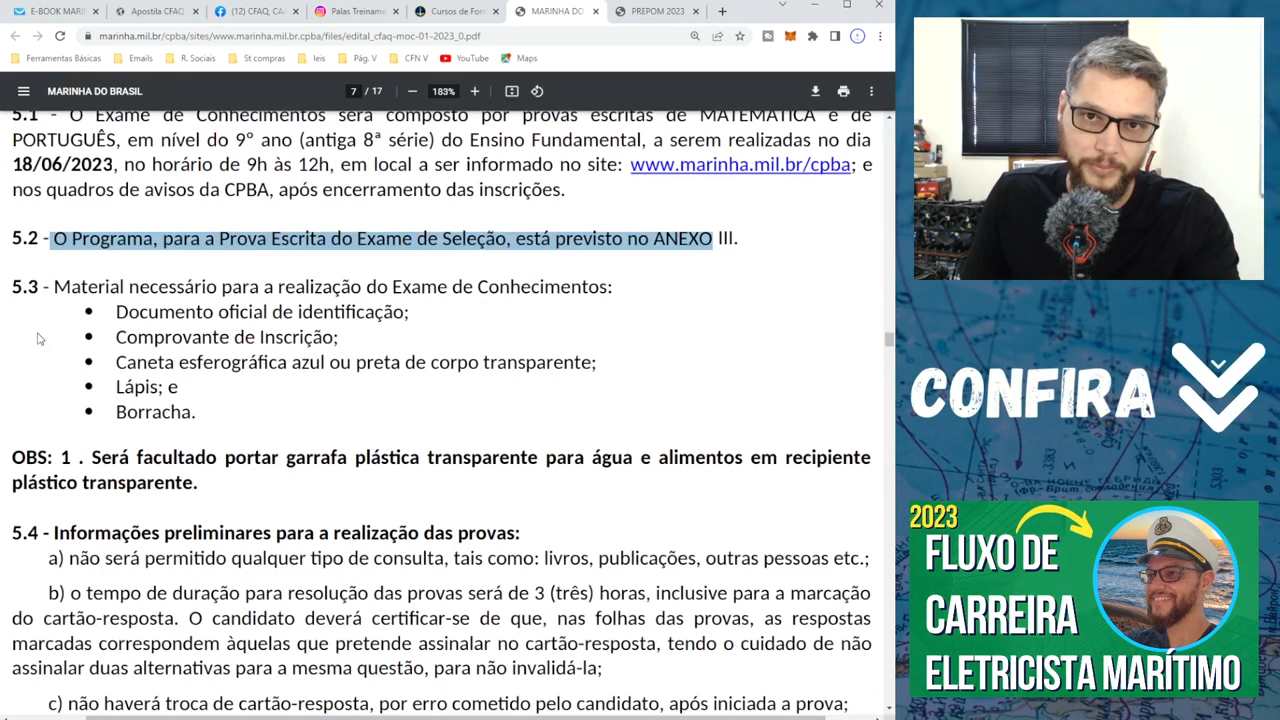 E-BOOK MARI
Apostila CFAQ
(12) CFAQ, CA
Palas Treiname
Cursos de For
MARINHA DO
PREPOM 2023
marinha.mil.br/cpba/sites/www.marinha.mil.br.cpba/files/edital_cfaq-moc-
-2023_0.pdf
Ferramentas Básicas
Emails
R. Sociais
St compras
leis
Pág. V
CFN V
YouTube
Maps
MARINHA DO BRASIL
7 / 17
183%
5.1 - O Exame de Conhecimentos será composto por provas escritas de MATEMÁTICA e de
PORTUGUÊS, em nível do 9º ano (antiga 8ª série) do Ensino Fundamental, a serem realizadas no dia
18/06/2023, no horário de 9h às 12h, em local a ser informado no site: www.marinha.mil.br/cpba; e
nos quadros de avisos da CPBA, após encerramento das inscrições.
5.2 - O Programa, para a Prova Escrita do Exame de Seleção, está previsto no ANEXO III.
5.3 - Material necessário para a realização do Exame de Conhecimentos:
• Documento oficial de identificação;
• Comprovante de Inscrição;
• Caneta esferográfica azul ou preta de corpo transparente;
• Lápis; e
• Borracha.
OBS: 1 . Será facultado portar garrafa plástica transparente para água e alimentos em recipiente
plástico transparente.
5.4 - Informações preliminares para a realização das provas:
a) não será permitido qualquer tipo de consulta, tais como: livros, publicações, outras pessoas etc.;
b) o tempo de duração para resolução das provas será de 3 (três) horas, inclusive para a marcação
do cartão-resposta. O candidato deverá certificar-se de que, nas folhas das provas, as respostas
marcadas correspondem àquelas que pretende assinalar no cartão-resposta, tendo o cuidado de não
assinalar duas alternativas para a mesma questão, para não invalidá-la;
c) não haverá troca de cartão-resposta, por erro cometido pelo candidato, após iniciada a prova;
CONFIRA
2023
FLUXO DE
CARREIRA
ELETRICISTA MARÍTIMO